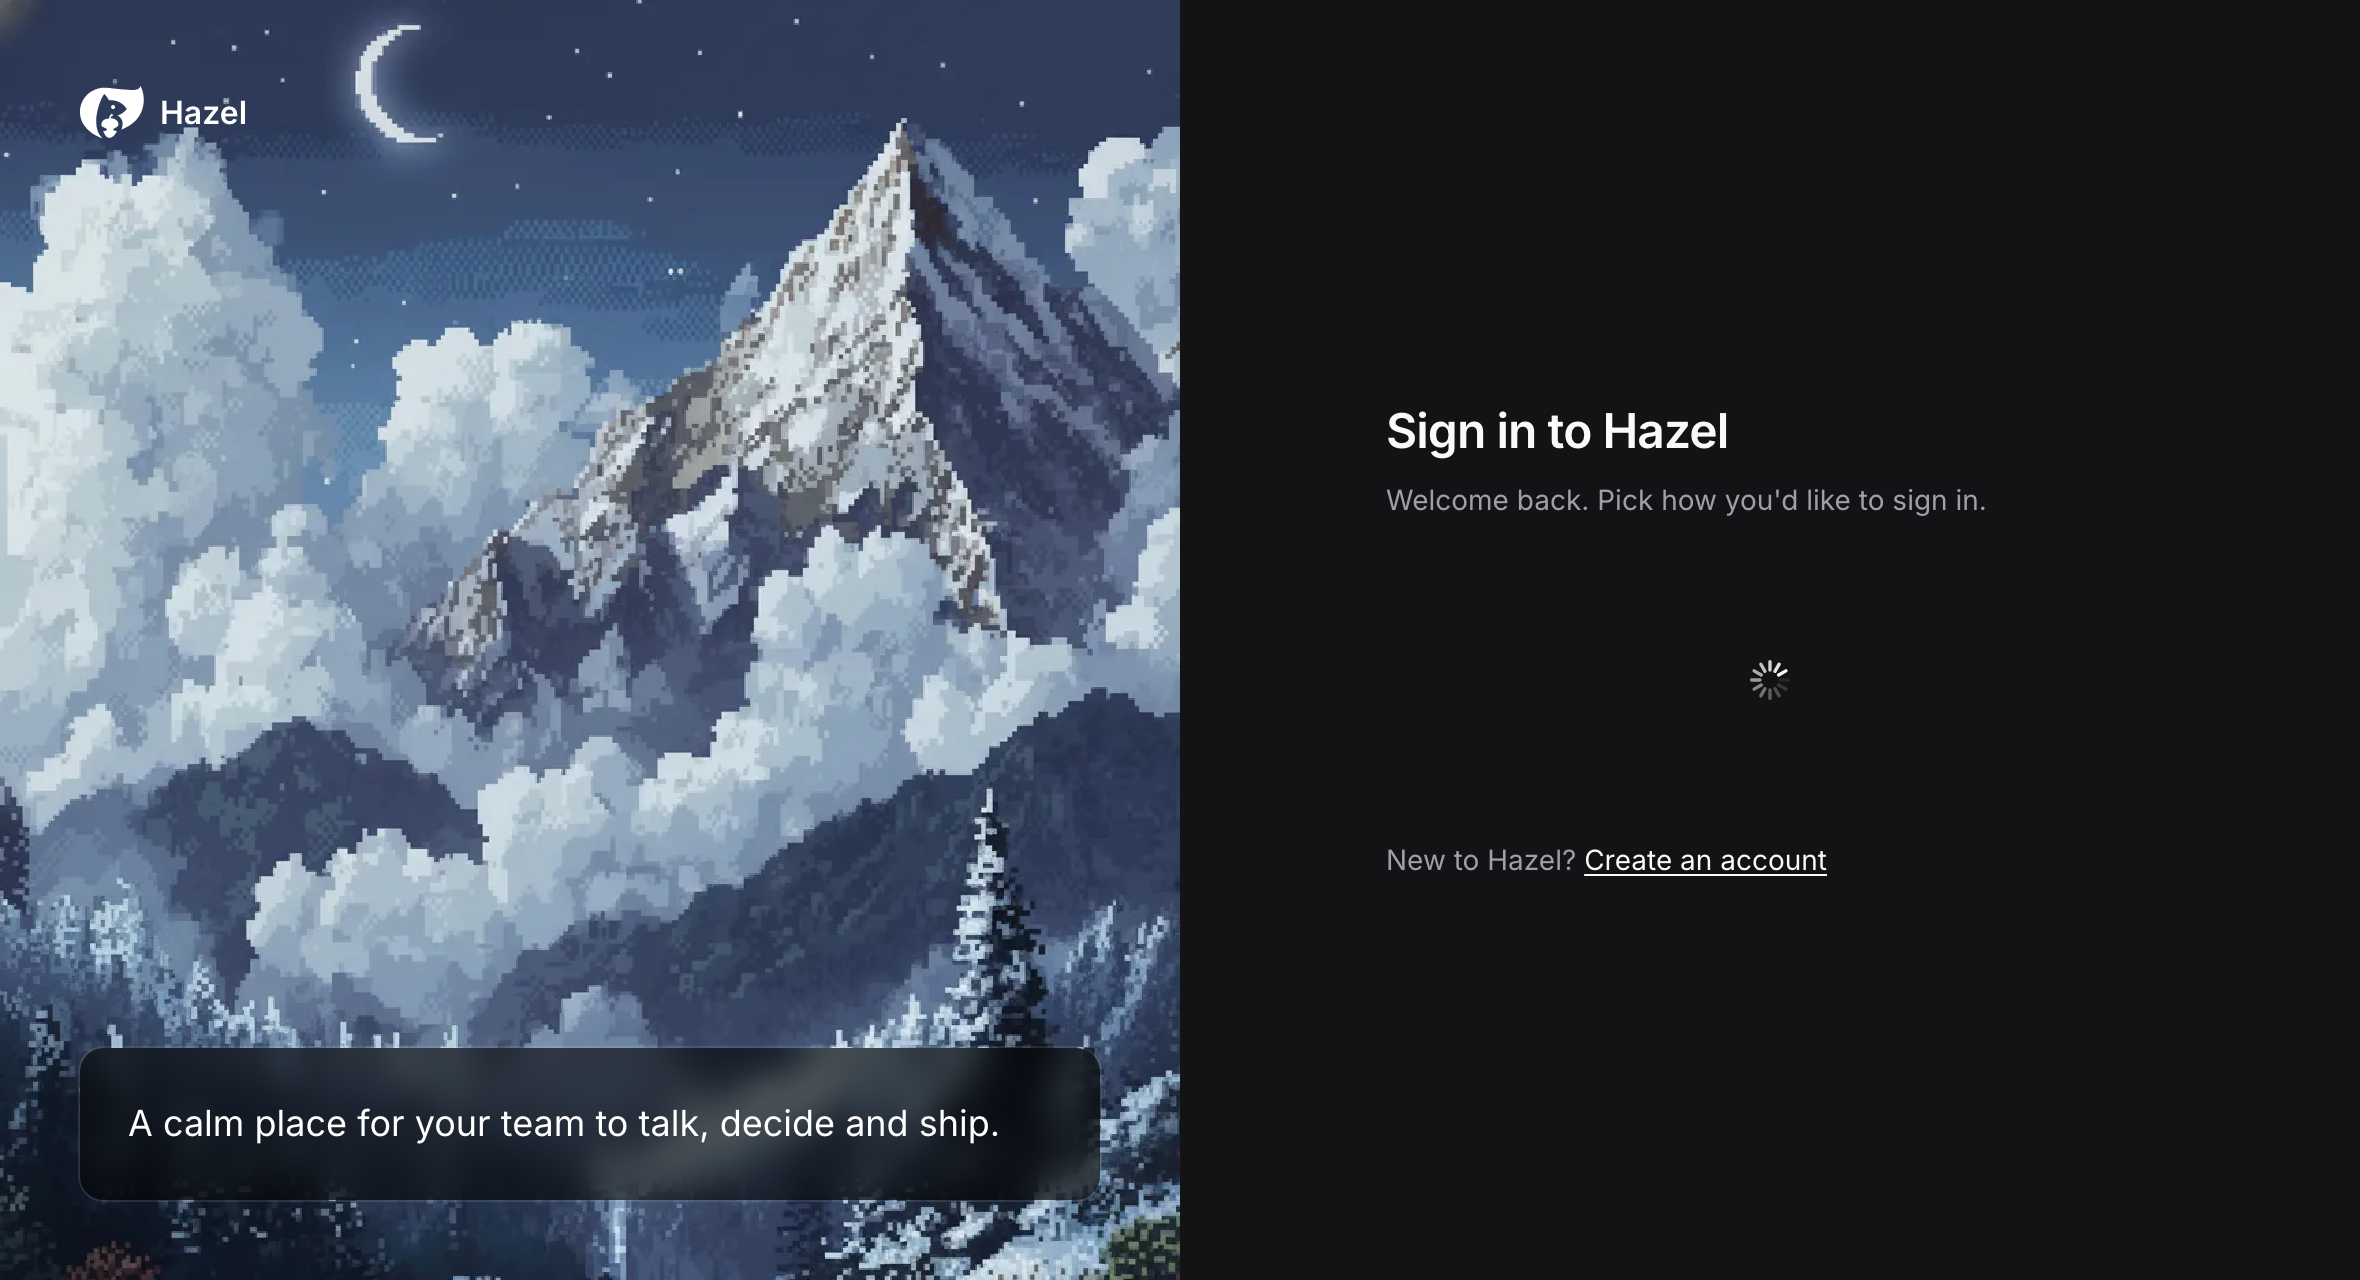 Hazel
A calm place for your team to talk, decide and ship.
Sign in to Hazel
Welcome back. Pick how you'd like to sign in.
New to Hazel? Create an account